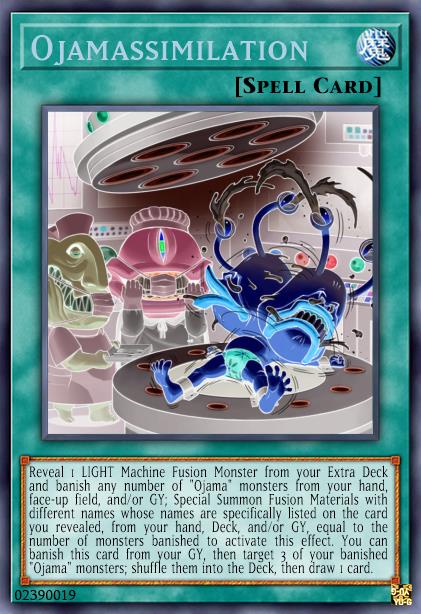 Ojamassimilation
魔
[Spell Card]
Reveal 1 LIGHT Machine Fusion Monster from your Extra Deck
and banish any number of "Ojama" monsters from your hand,
face-up field, and/or GY; Special Summon Fusion Materials with
different names whose names are specifically listed on the card
you revealed, from your hand, Deck, and/or GY, equal to the
number of monsters banished to activate this effect. You can
banish this card from your GY, then target 3 of your banished
"Ojama" monsters; shuffle them into the Deck, then draw 1 card.
02390019